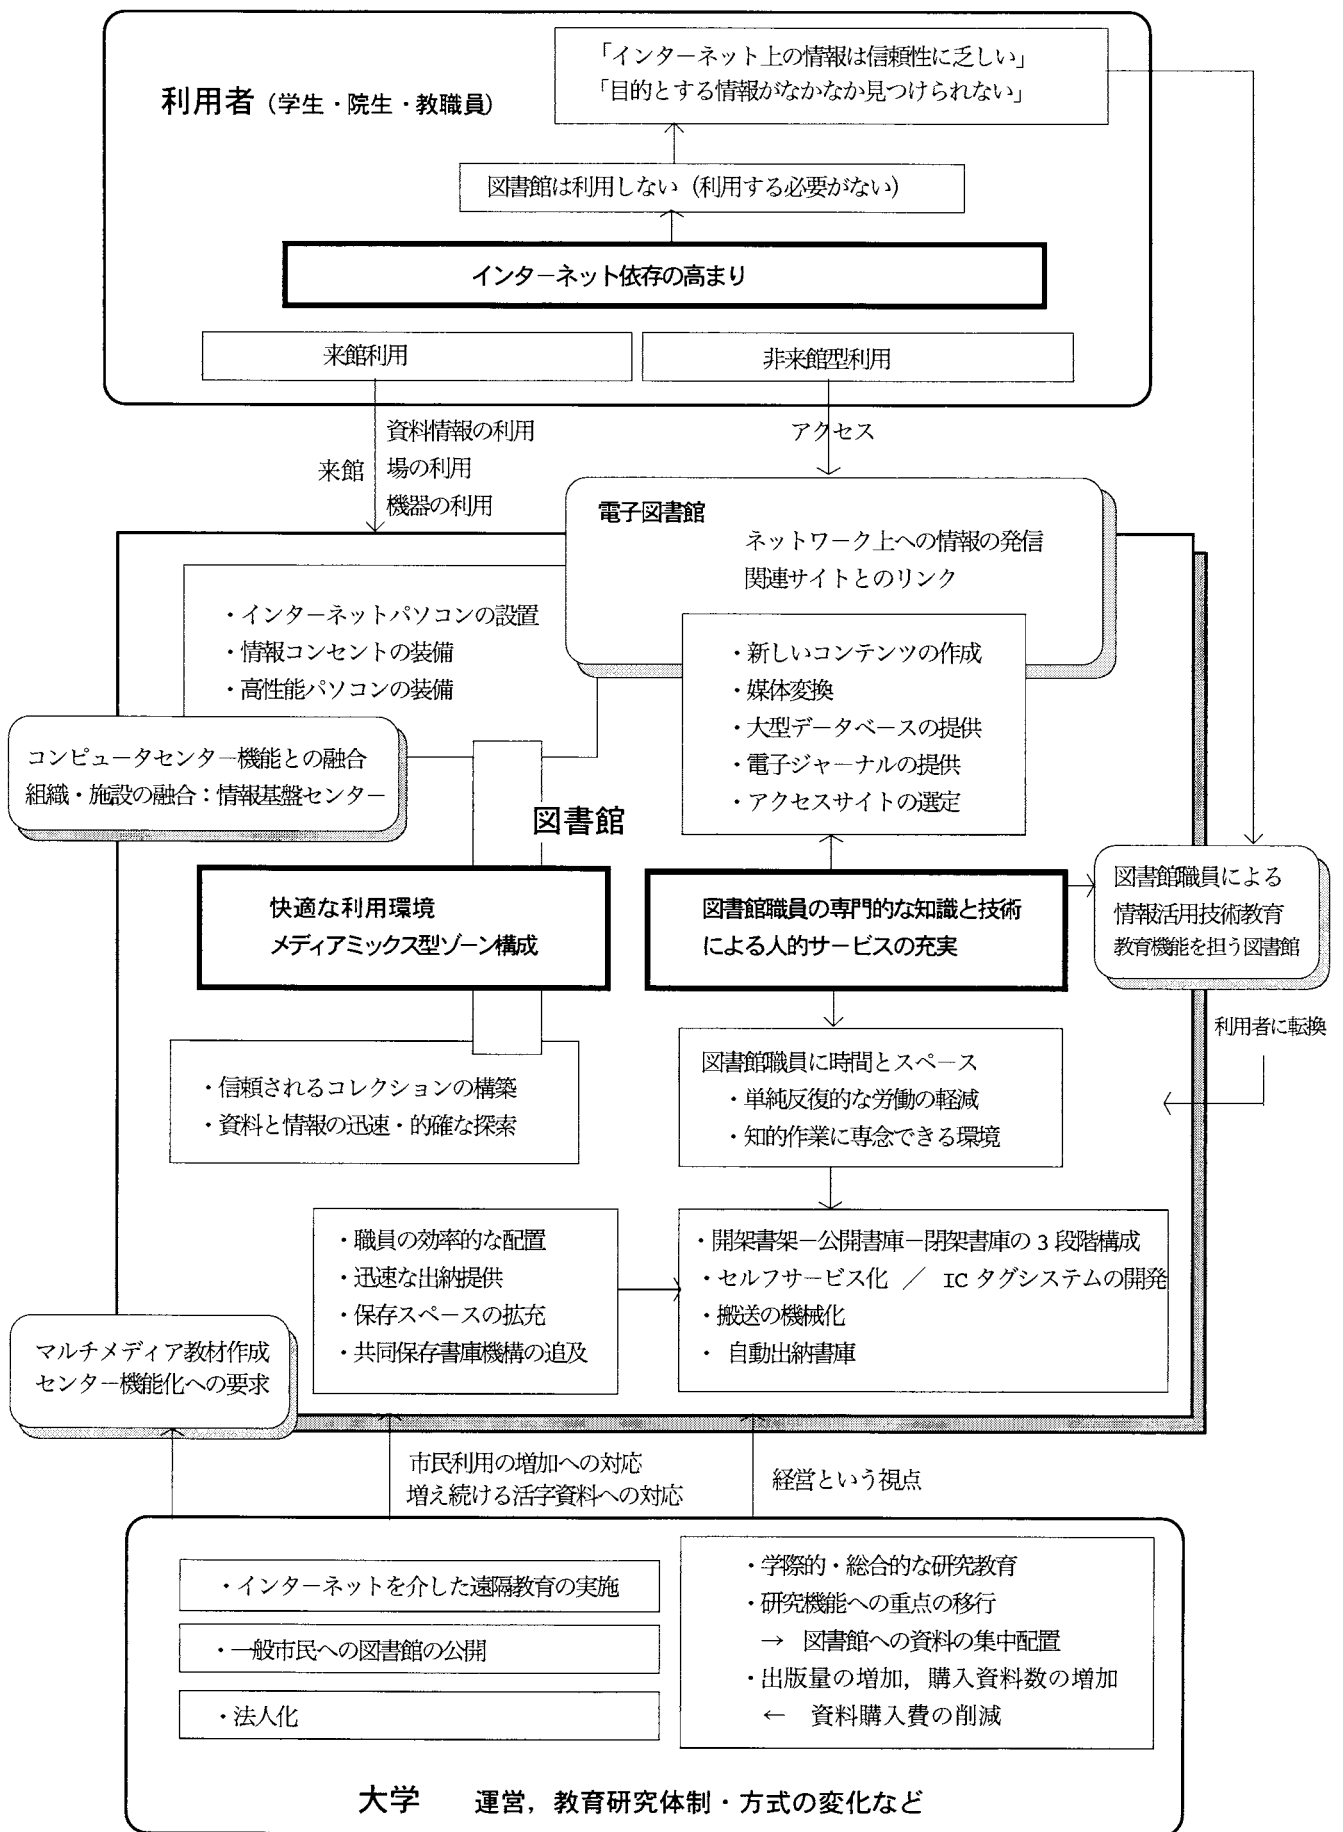 「インターネット上の情報は信頼性に乏しい」
「目的とする情報がなかなか見つけられない」
利用者（学生・院生・教職員）
図書館は利用しない（利用する必要がない）
インターネット依存の高まり
来館利用
非来館型利用
資料情報の利用
来館
場の利用
機器の利用
アクセス
電子図書館
ネットワーク上への情報の発信
関連サイトとのリンク
・インターネットパソコンの設置
・情報コンセントの装備
・高性能パソコンの装備
・新しいコンテンツの作成
・媒体変換
・大型データベースの提供
・電子ジャーナルの提供
・アクセスサイトの選定
コンピュータセンター機能との融合
組織・施設の融合：情報基盤センター
図書館
快適な利用環境
メディアミックス型ゾーン構成
図書館職員の専門的な知識と技術
による人的サービスの充実
図書館職員による
情報活用技術教育
教育機能を担う図書館
利用者に転換
・信頼されるコレクションの構築
・資料と情報の迅速・的確な探索
図書館職員に時間とスペース
・単純反復的な労働の軽減
・知的作業に専念できる環境
・職員の効率的な配置
・迅速な出納提供
・保存スペースの拡充
・共同保存書庫機構の追及
・開架書架－公開書庫－閉架書庫の３段階構成
・セルフサービス化 ／ ICタグシステムの開発
・搬送の機械化
・ 自動出納書庫
マルチメディア教材作成
センター機能化への要求
市民利用の増加への対応
増え続ける活字資料への対応
経営という視点
・インターネットを介した遠隔教育の実施
・一般市民への図書館の公開
・法人化
・学際的・総合的な研究教育
・研究機能への重点の移行
→ 図書館への資料の集中配置
・出版量の増加，購入資料数の増加
← 資料購入費の削減
大学 運営，教育研究体制・方式の変化など